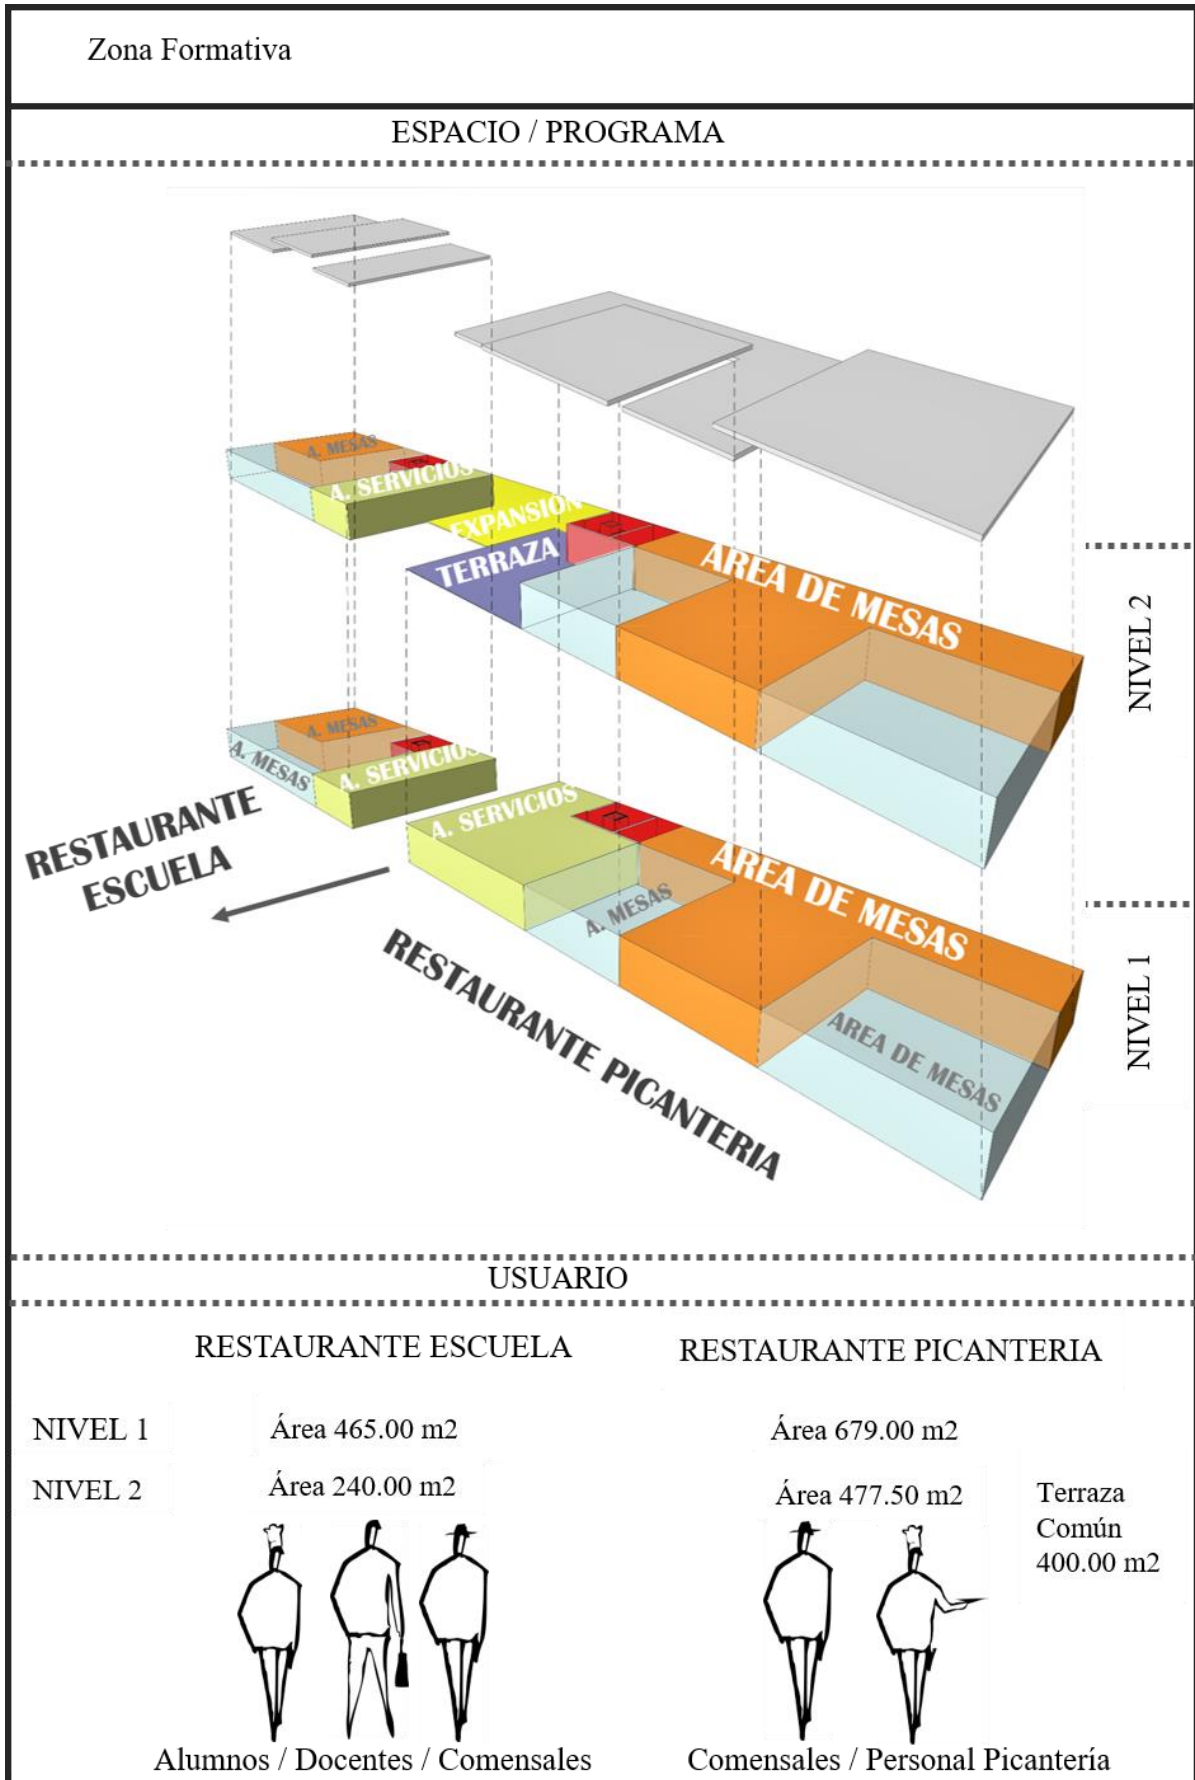 Zona Formativa
ESPACIO / PROGRAMA
A. MESAS
A. SERVICIOS
EXPANSIÓN
TERRAZA
AREA DE MESAS
NIVEL 2
A. MESAS
A. MESAS
A. SERVICIOS
RESTAURANTE
ESCUELA
A. SERVICIOS
A. MESAS
AREA DE MESAS
AREA DE MESAS
RESTAURANTE PICANTERIA
NIVEL 1
USUARIO
RESTAURANTE ESCUELA
RESTAURANTE PICANTERIA
NIVEL 1
Área 465.00 m2
Área 679.00 m2
NIVEL 2
Área 240.00 m2
Área 477.50 m2
Terraza
Común
400.00 m2
Alumnos / Docentes / Comensales
Comensales / Personal Picantería